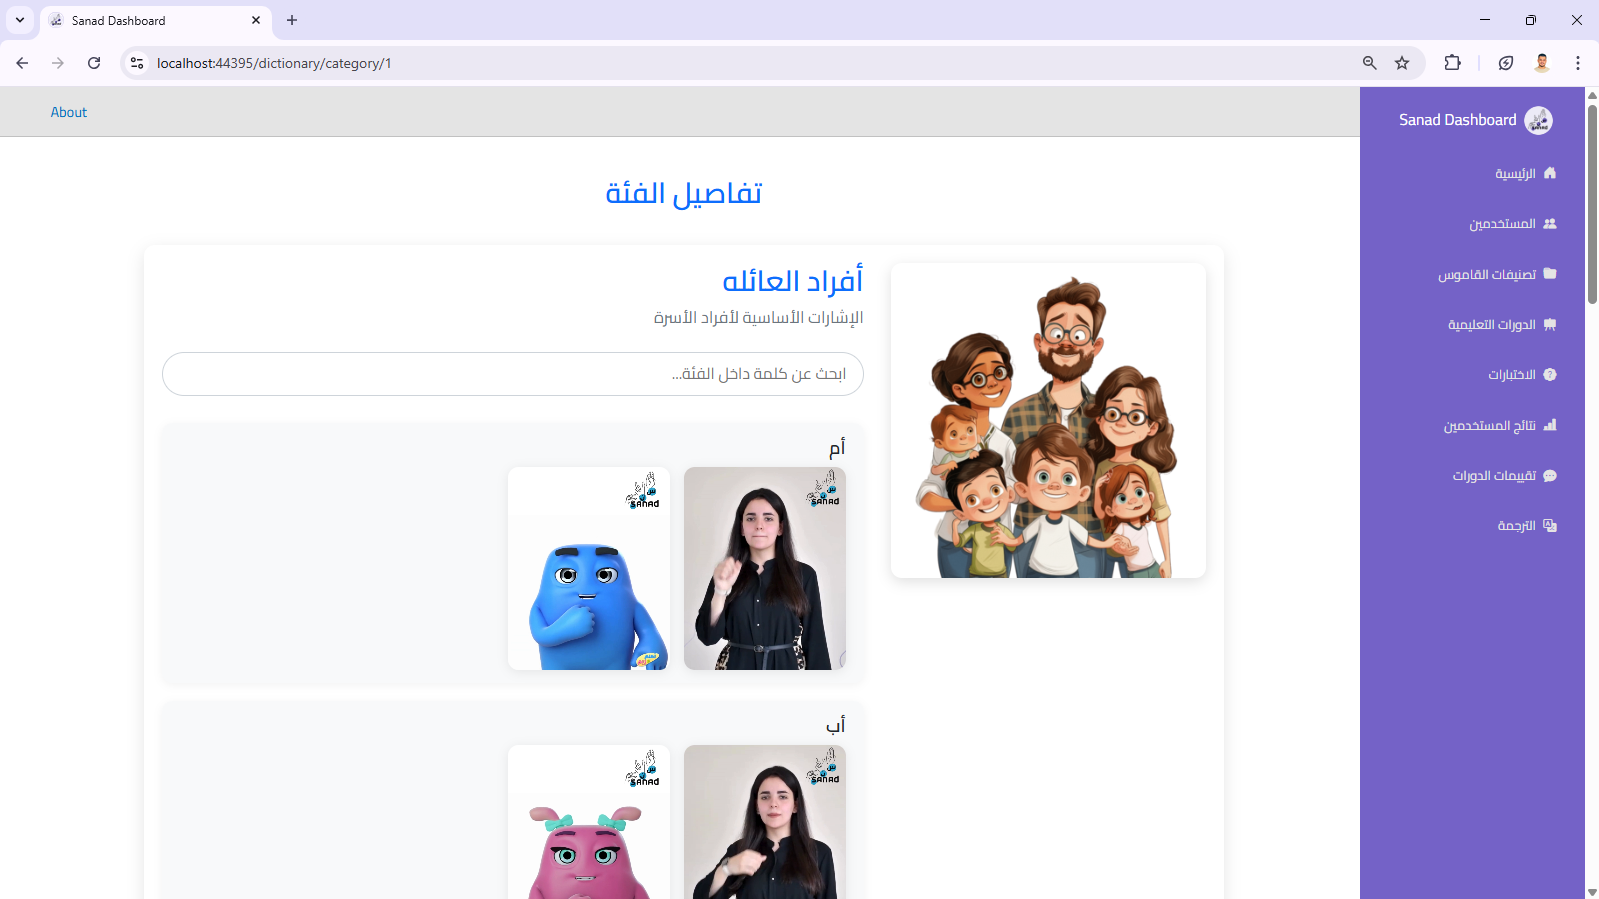 Sanad Dashboard
localhost:44395/dictionary/category/1
About
Sanad Dashboard
الرئيسية
المستخدمين
تصنيفات القاموس
الدورات التعليمية
الاختبارات
نتائج المستخدمين
تقييمات الدورات
الترجمة
تفاصيل الفئة
أفراد العائله
الإشارات الأساسية لأفراد الأسرة
ابحث عن كلمة داخل الفئة...
أم
SANAD
SANAD
أب
SANAD
SANAD